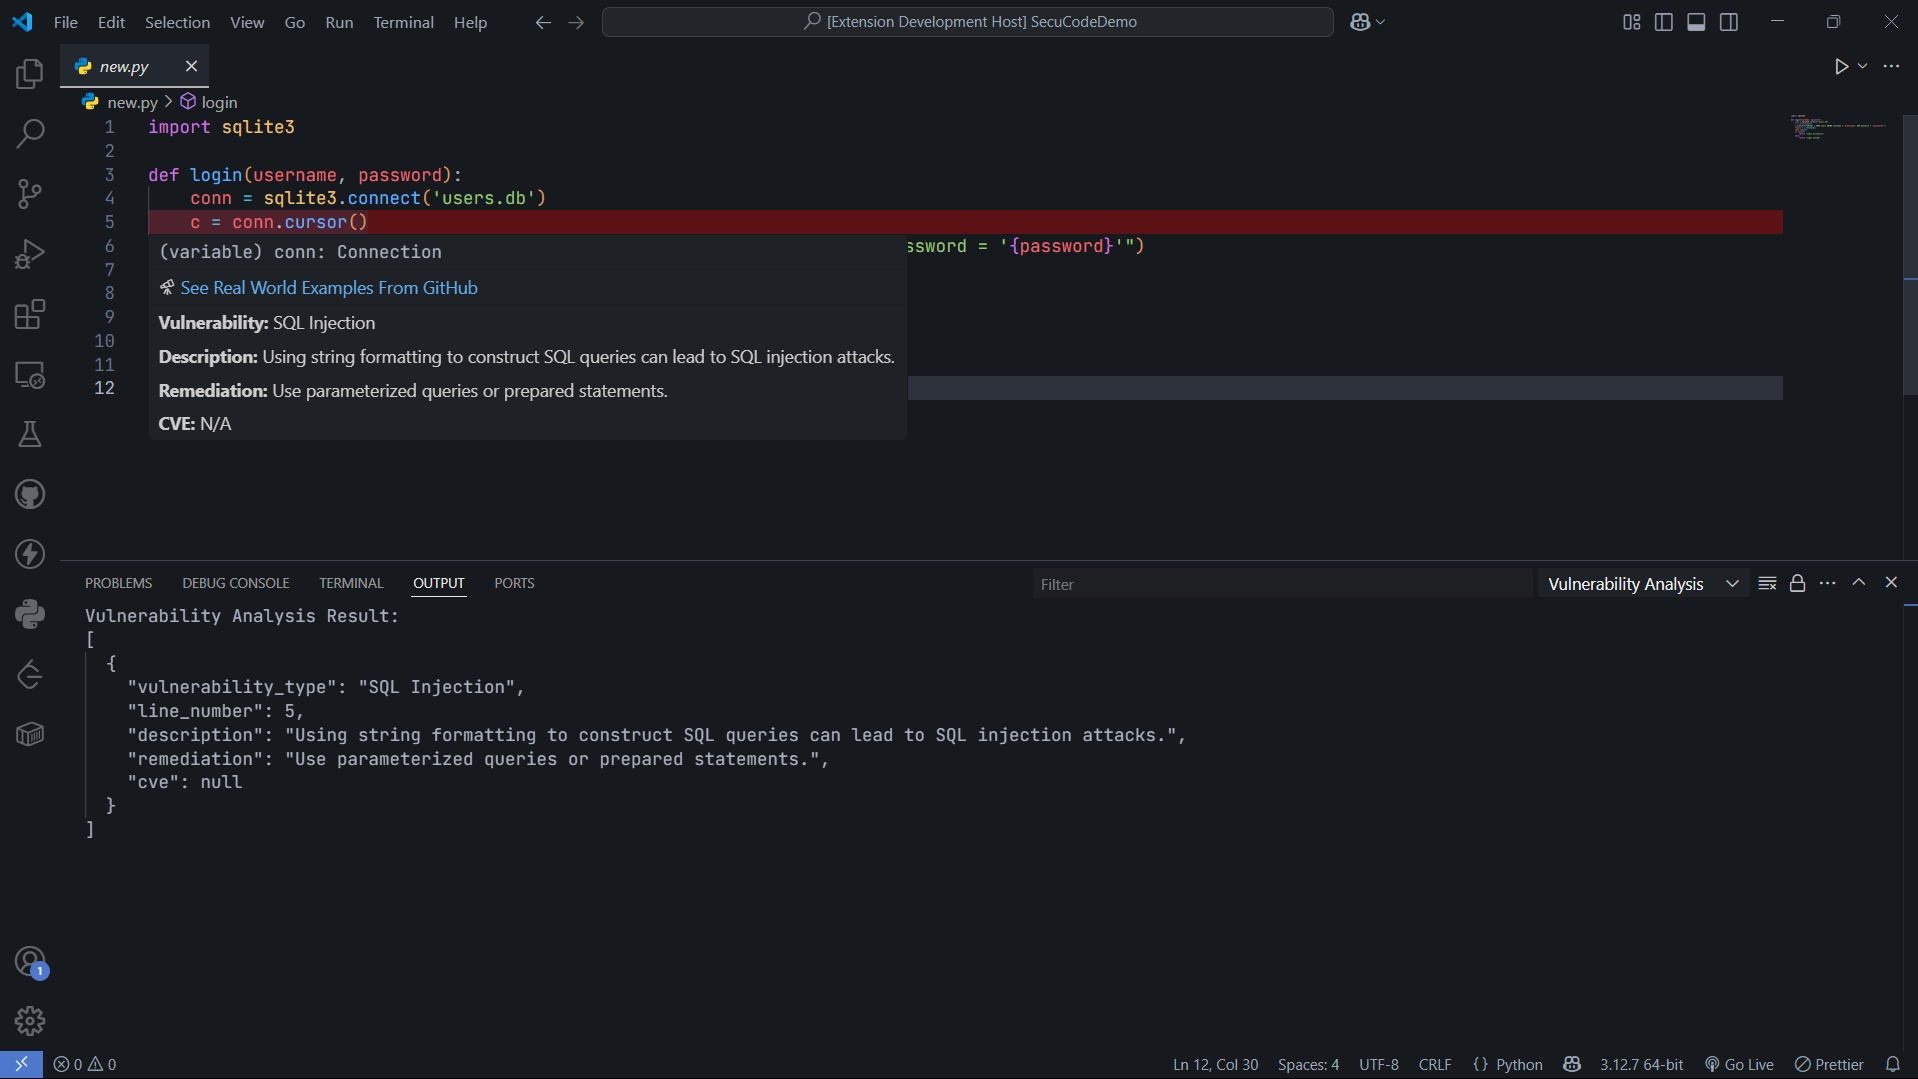 File Edit Selection View Go Run Terminal Help
[Extension Development Host] SecuCodeDemo
new.py
new.py > login
1 import sqlite3
2
3 def login(username, password):
4 conn = sqlite3.connect('users.db')
5 c = conn.cursor()
6 ssword = '{password}'")
7
8
9
10
11
12
(variable) conn: Connection
See Real World Examples From GitHub
Vulnerability: SQL Injection
Description: Using string formatting to construct SQL queries can lead to SQL injection attacks.
Remediation: Use parameterized queries or prepared statements.
CVE: N/A
PROBLEMS DEBUG CONSOLE TERMINAL OUTPUT PORTS
Filter
Vulnerability Analysis
Vulnerability Analysis Result:
[
{
"vulnerability_type": "SQL Injection",
"line_number": 5,
"description": "Using string formatting to construct SQL queries can lead to SQL injection attacks.",
"remediation": "Use parameterized queries or prepared statements.",
"cve": null
}
]
1
0 0
Ln 12, Col 30 Spaces: 4 UTF-8 CRLF {} Python 3.12.7 64-bit Go Live Prettier